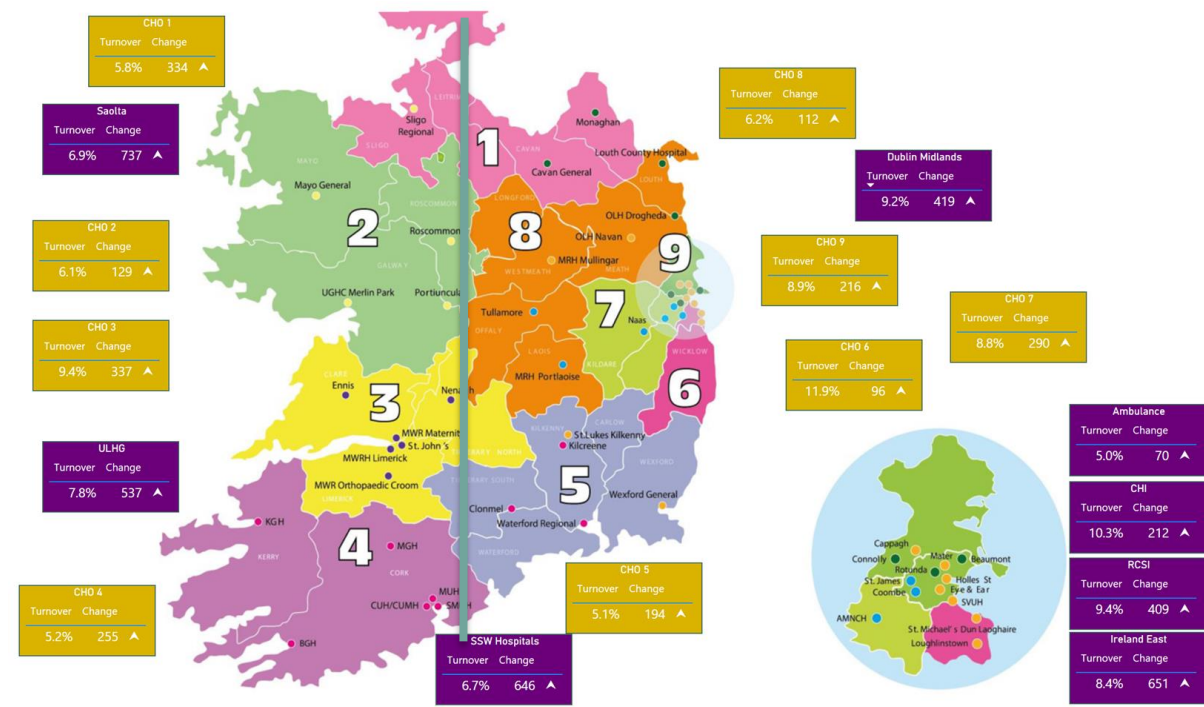 CHO 1
Turnover Change
5.8% 334
Saolta
Turnover Change
6.9% 737
CHO 2
Turnover Change
6.1% 129
CHO 3
Turnover Change
9.4% 337
ULHG
Turnover Change
7.8% 537
CHO 4
Turnover Change
5.2% 255
SSW Hospitals
Turnover Change
6.7% 646
CHO 5
Turnover Change
5.1% 194
CHO 8
Turnover Change
6.2% 112
Dublin Midlands
Turnover Change
9.2% 419
CHO 9
Turnover Change
8.9% 216
CHO 7
Turnover Change
8.8% 290
CHO 6
Turnover Change
11.9% 96
Ambulance
Turnover Change
5.0% 70
CHI
Turnover Change
10.3% 212
RCSI
Turnover Change
9.4% 409
Ireland East
Turnover Change
8.4% 651
Sligo
Regional
SLIGO
Monaghan
1
CAVAN
Cavan General
Louth County Hospital
LOUTH
MAYO
Mayo General
ROSCOMMON
LONGFORD
OLH Drogheda
2
Roscommon
8
OLH Navan
9
MRH Mullingar
WESTMEATH
MEATH
GALWAY
UGHC Merlin Park
Portiuncula
Tullamore
7
Naas
OFFALY
LAOIS
KILDARE
WICKLOW
MRH Portlaoise
6
CLARE
Ennis
3
MWR Maternit
St. John 's
MWRH Limerick
MWR Orthopaedic Croom
LIMERICK
NORTH
SOUTH
KILKENNY
CARLOW
St.Lukes Kilkenny
Kilcreene
WEXFORD
5
Clonmel
Wexford General
Waterford Regional
WATERFORD
KGH
4
MGH
KERRY
CORK
MUH
CUH/CUMH
BGH
Cappagh
Connolly
Mater
Beaumont
Rotunda
St. James
Holles St
Coombe
Eye & Ear
SVUH
AMNCH
St. Michael' s Dun Laoghaire
Loughlinstown